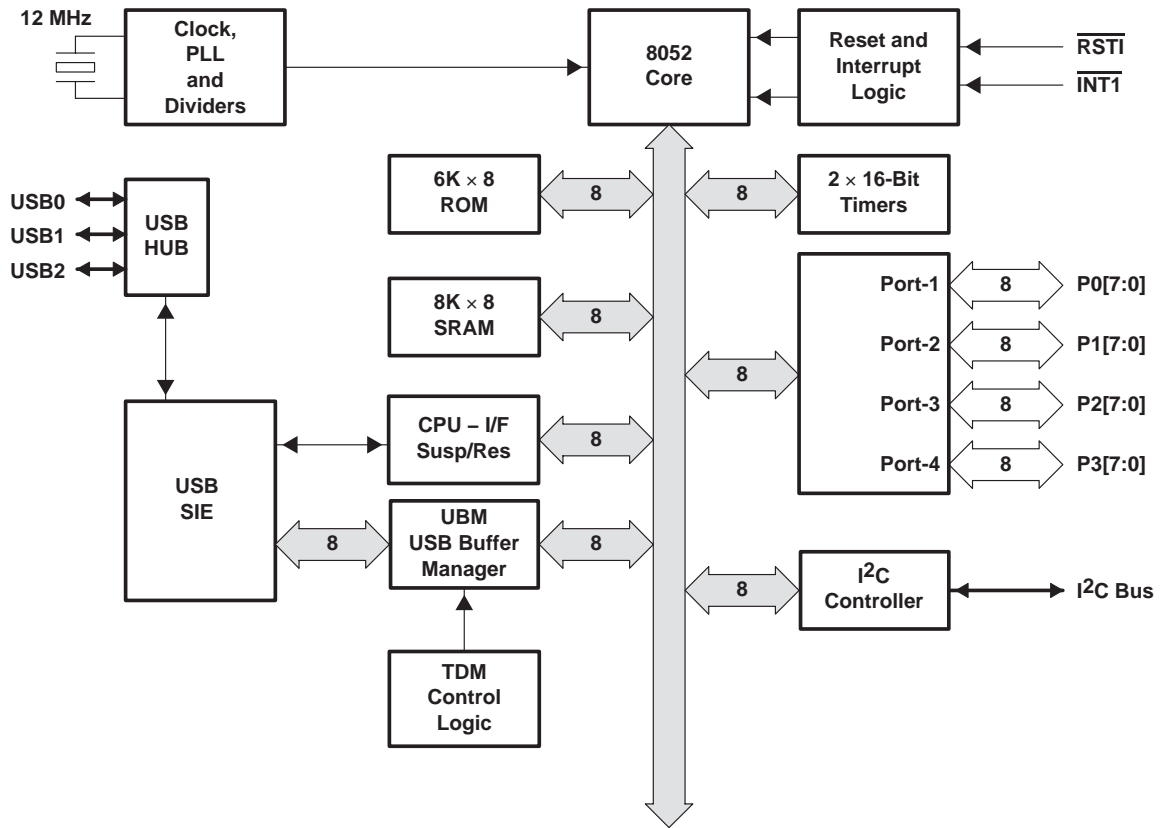 12 MHz
Clock,
PLL
and
Dividers
8052
Core
Reset and
Interrupt
Logic
RSTI
INT1
6K × 8
ROM
8
8
2 × 16-Bit
Timers
USB0
USB1
USB2
USB
HUB
8K × 8
SRAM
8
8
Port-1
8
P0[7:0]
Port-2
8
P1[7:0]
Port-3
8
P2[7:0]
Port-4
8
P3[7:0]
USB
SIE
CPU – I/F
Susp/Res
8
8
UBM
USB Buffer
Manager
8
8
I²C
Controller
I²C Bus
TDM
Control
Logic